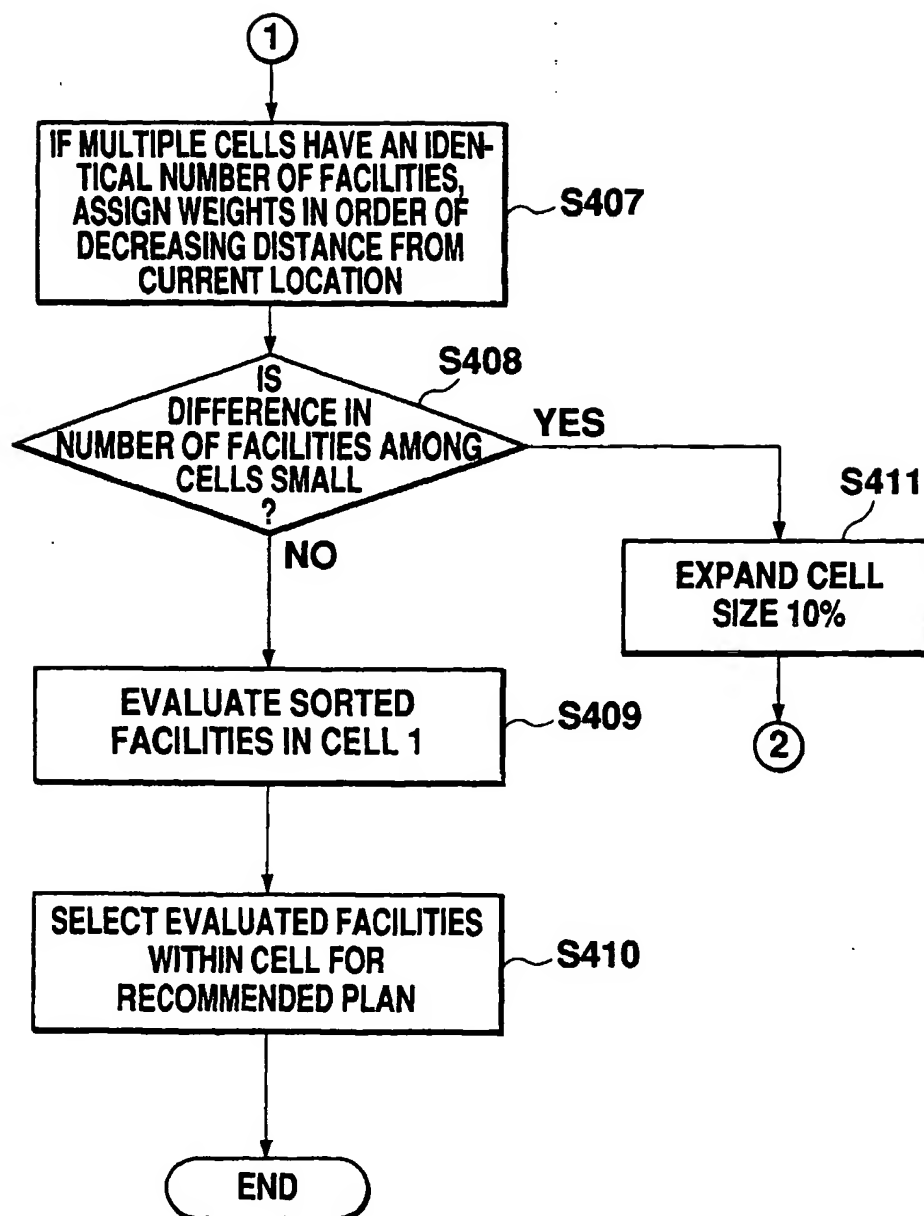 1
IF MULTIPLE CELLS HAVE AN IDEN-
TICAL NUMBER OF FACILITIES,
ASSIGN WEIGHTS IN ORDER OF
DECREASING DISTANCE FROM
CURRENT LOCATION
S407
S408
IS
DIFFERENCE IN
NUMBER OF FACILITIES AMONG
CELLS SMALL
?
YES
NO
S411
EXPAND CELL
SIZE 10%
2
EVALUATE SORTED
FACILITIES IN CELL 1
S409
SELECT EVALUATED FACILITIES
WITHIN CELL FOR
RECOMMENDED PLAN
S410
END